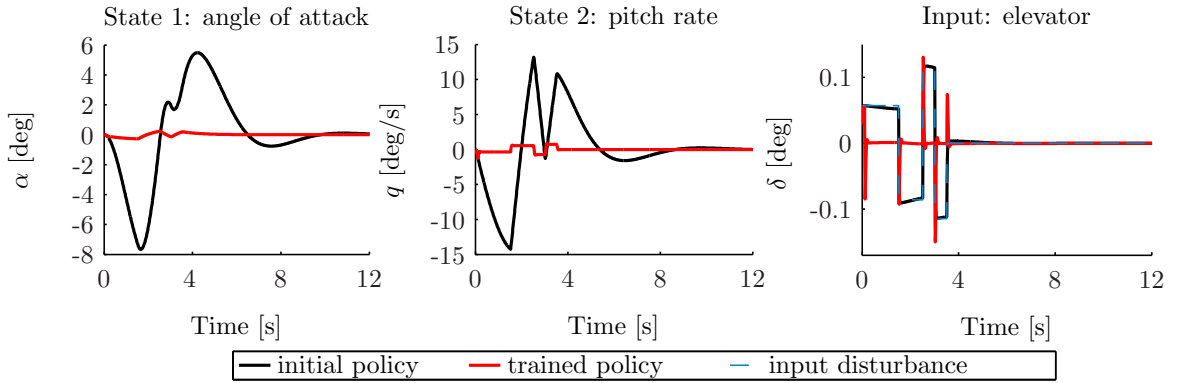 State 1: angle of attack
6
4
2
0
-2
-4
-6
-8
α [deg]
0
4
8
12
Time [s]
State 2: pitch rate
15
10
5
0
-5
-10
-15
q [deg/s]
0
4
8
12
Time [s]
Input: elevator
0.1
0
-0.1
δ [deg]
0
4
8
12
Time [s]
initial policy
trained policy
input disturbance